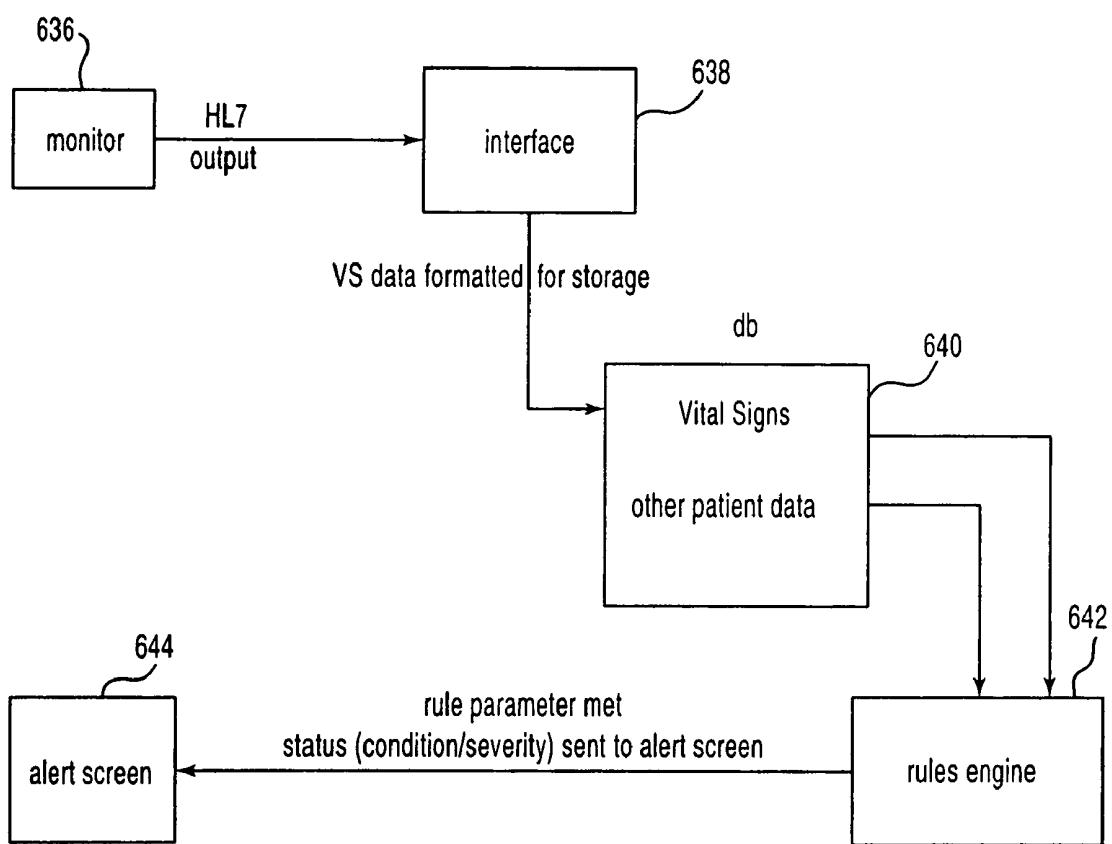 636
monitor
HL7
output
638
interface
VS data formatted for storage
db
640
Vital Signs
other patient data
642
644
rule parameter met
status (condition/severity) sent to alert screen
alert screen
rules engine